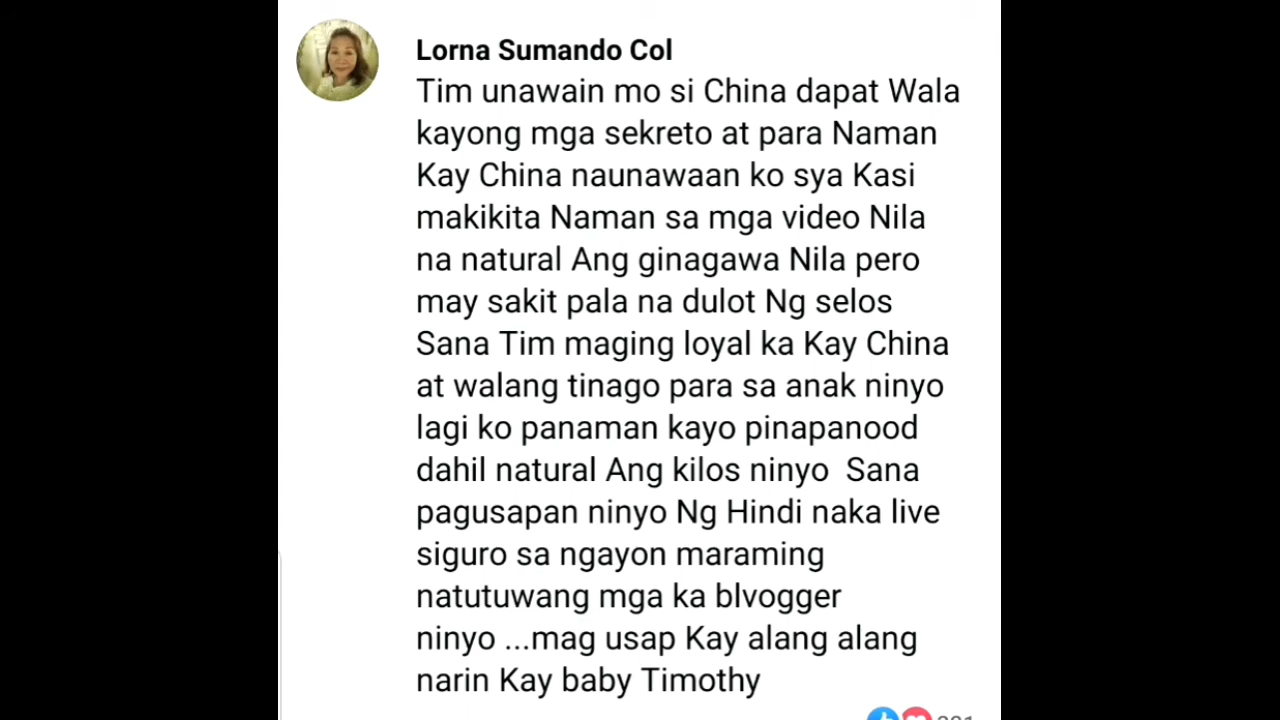 Lorna Sumando Col
Tim unawain mo si China dapat Wala
kayong mga sekreto at para Naman
Kay China naunawaan ko sya Kasi
makikita Naman sa mga video Nila
na natural Ang ginagawa Nila pero
may sakit pala na dulot Ng selos
Sana Tim maging loyal ka Kay China
at walang tinago para sa anak ninyo
lagi ko panaman kayo pinapanood
dahil natural Ang kilos ninyo  Sana
pagusapan ninyo Ng Hindi naka live
siguro sa ngayon maraming
natutuwang mga ka blvogger
ninyo ...mag usap Kay alang alang
narin Kay baby Timothy